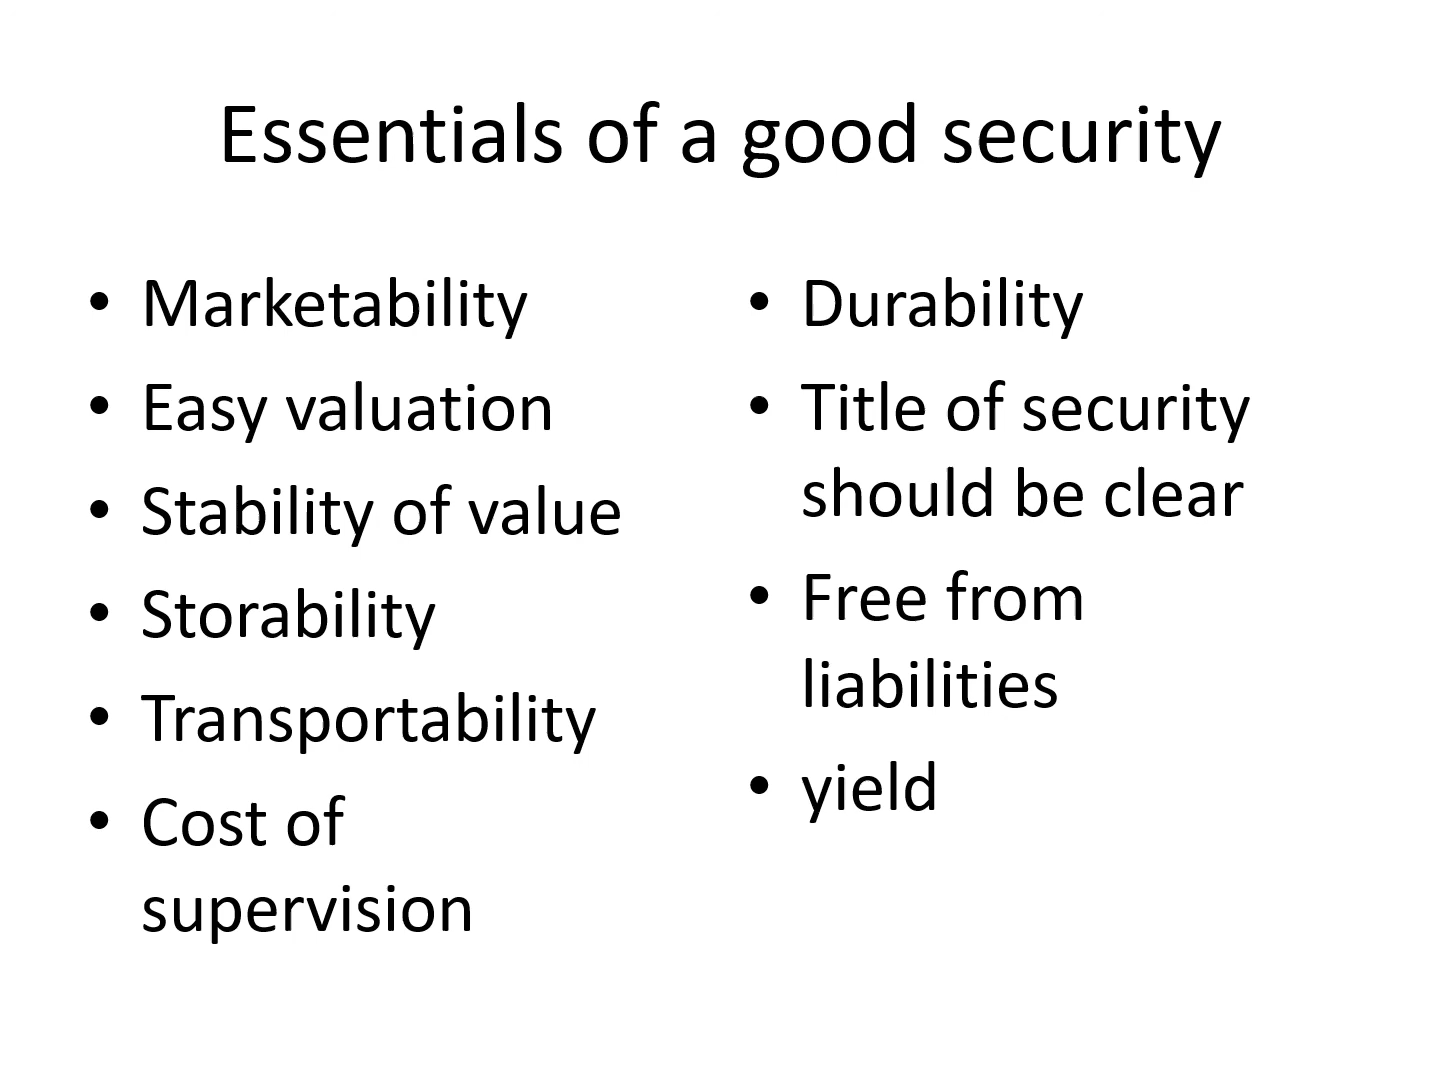 Essentials of a good security
• Marketability
• Easy valuation
• Stability of value
• Storability
• Transportability
• Cost of
supervision
• Durability
• Title of security
should be clear
• Free from
liabilities
• yield